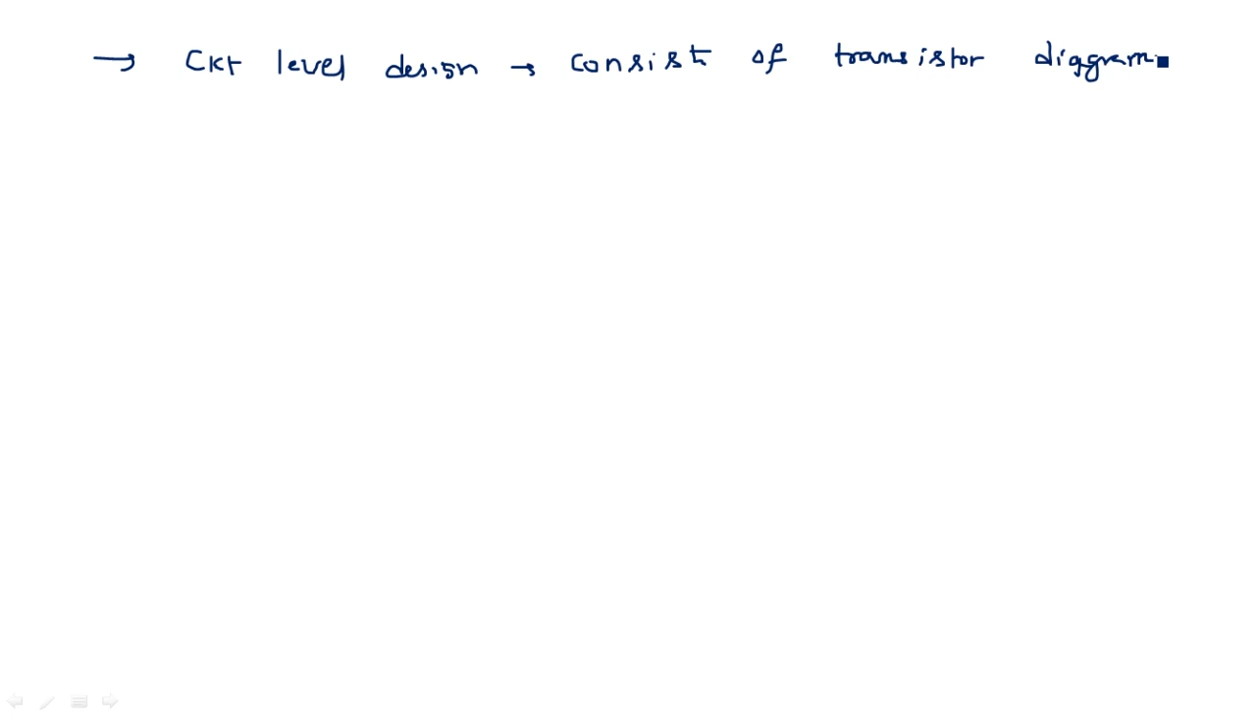 → Ckt level design → consist of transistor diagram